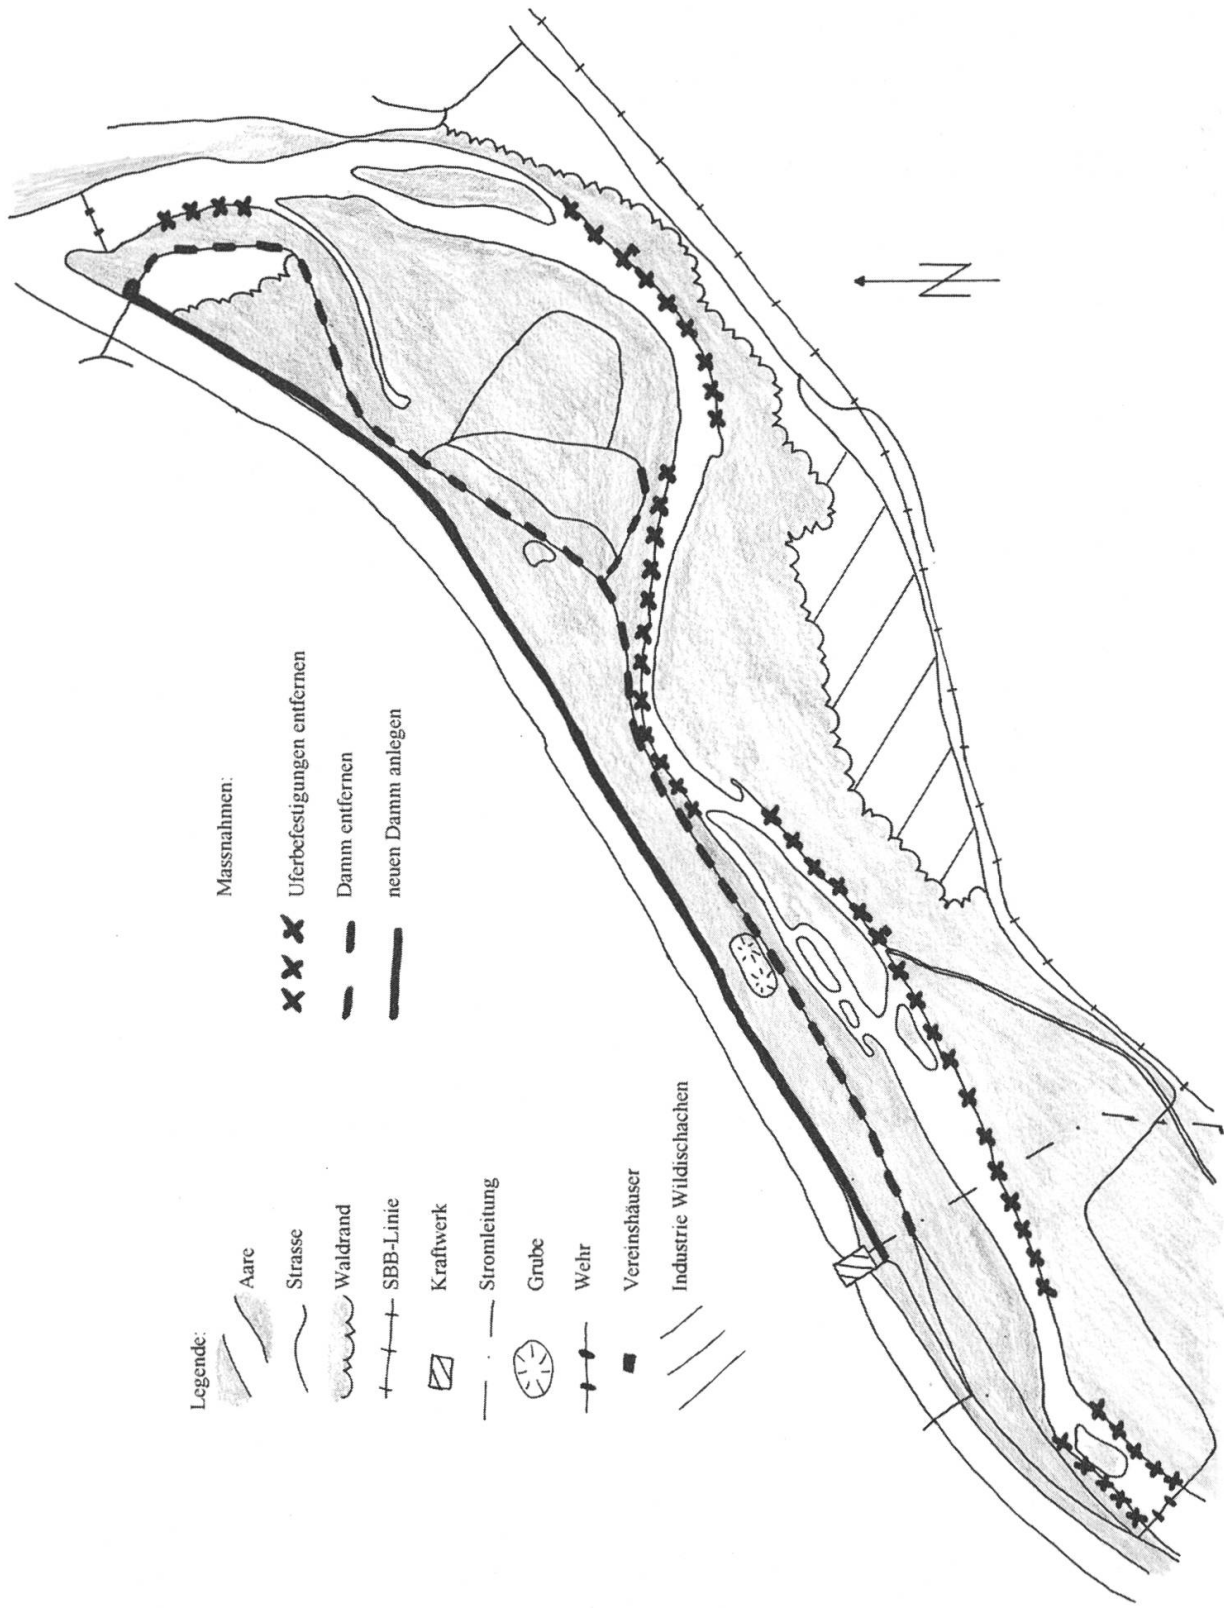 Legende:
Aare
Strasse
Waldrand
SBB-Linie
Kraftwerk
Stromleitung
Grube
Wehr
Vereinshäuser
Industrie Wildischachen
Massnahmen:
Uferbefestigungen entfernen
Damm entfernen
neuen Damm anlegen
N